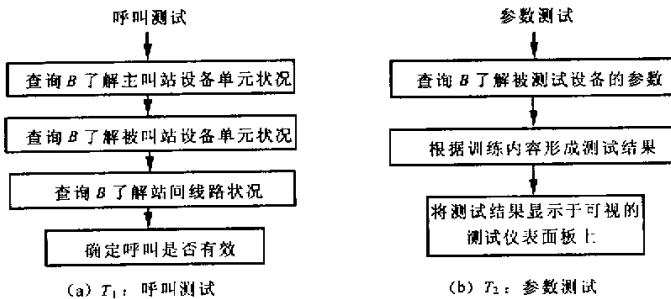 呼叫测试
查询 B 了解主叫站设备单元状况
查询 B 了解被叫站设备单元状况
查询 B 了解站间线路状况
确定呼叫是否有效
(a) T₁：呼叫测试
参数测试
查询 B 了解被测试设备的参数
根据训练内容形成测试结果
将测试结果显示于可视的
测试仪表面板上
(b) T₂：参数测试